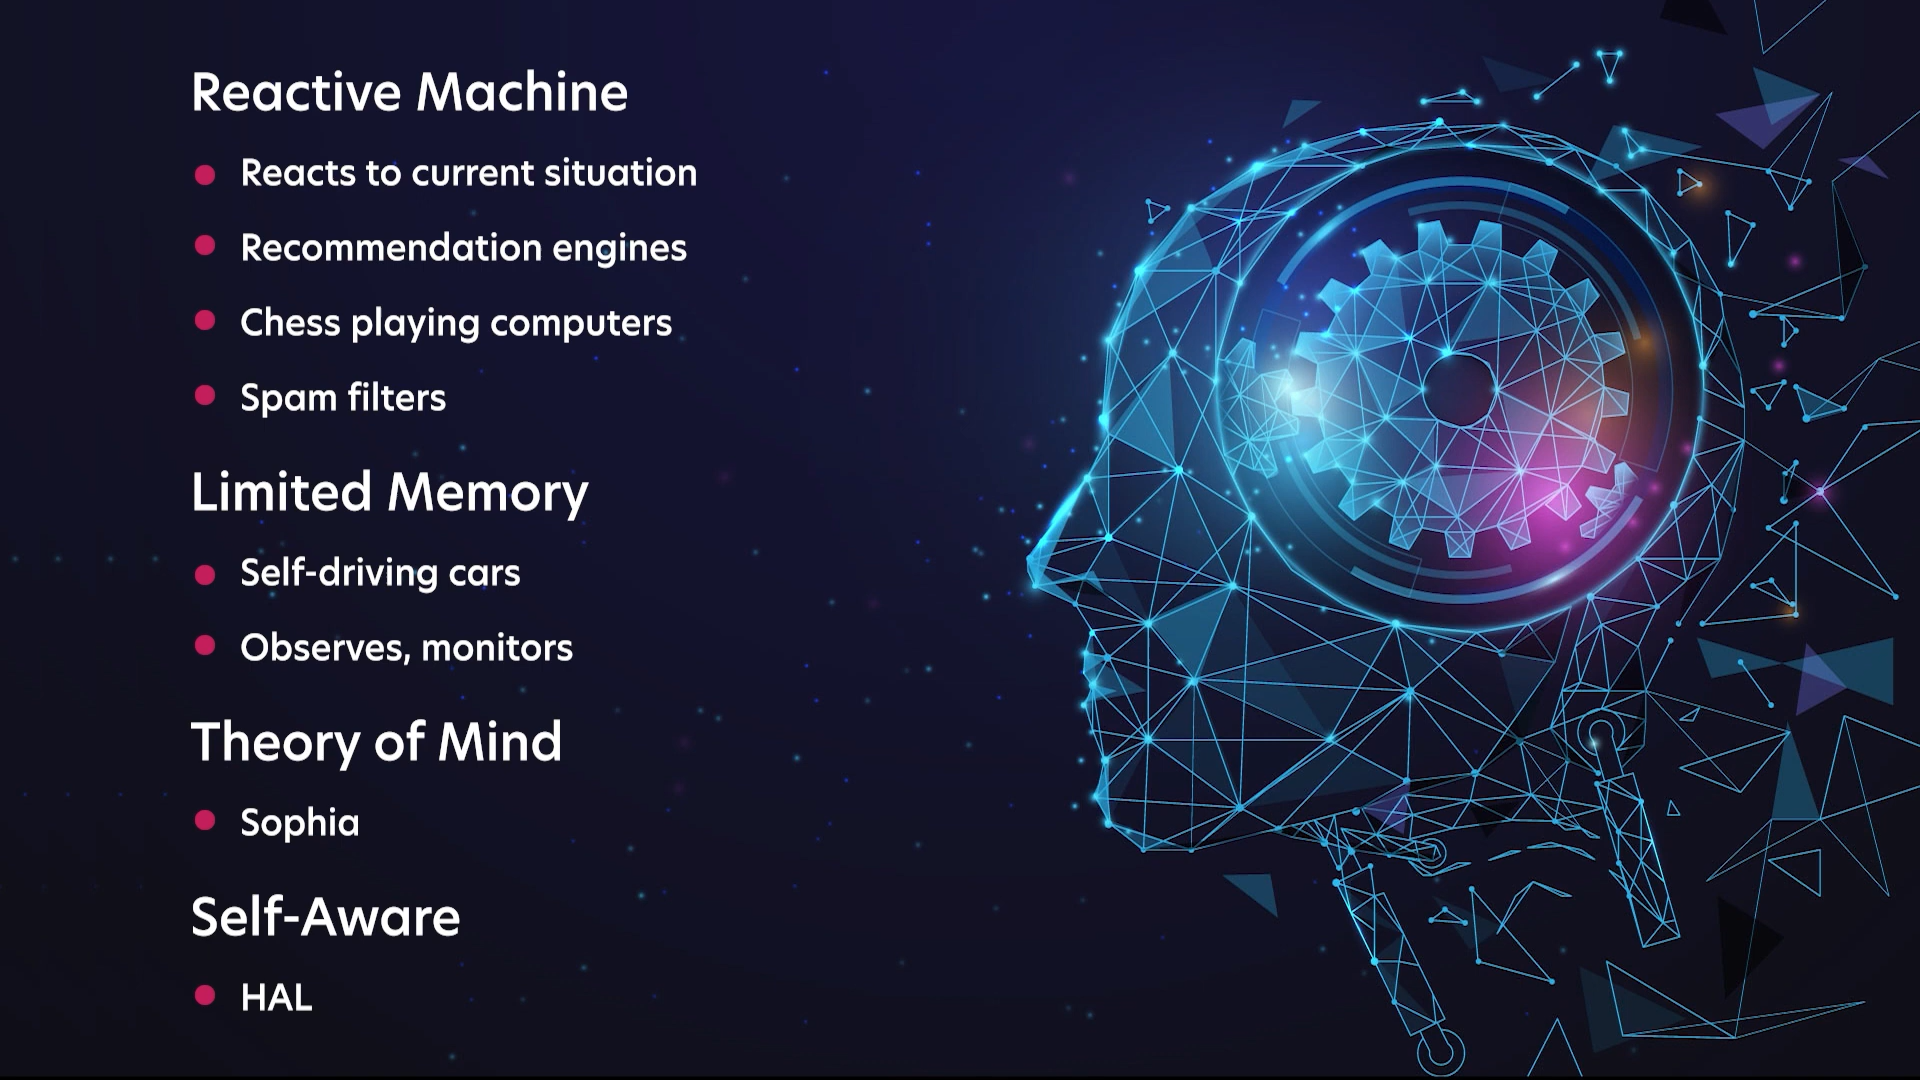 Reactive Machine
Reacts to current situation
Recommendation engines
Chess playing computers
Spam filters
Limited Memory
Self-driving cars
Observes, monitors
Theory of Mind
Sophia
Self-Aware
HAL